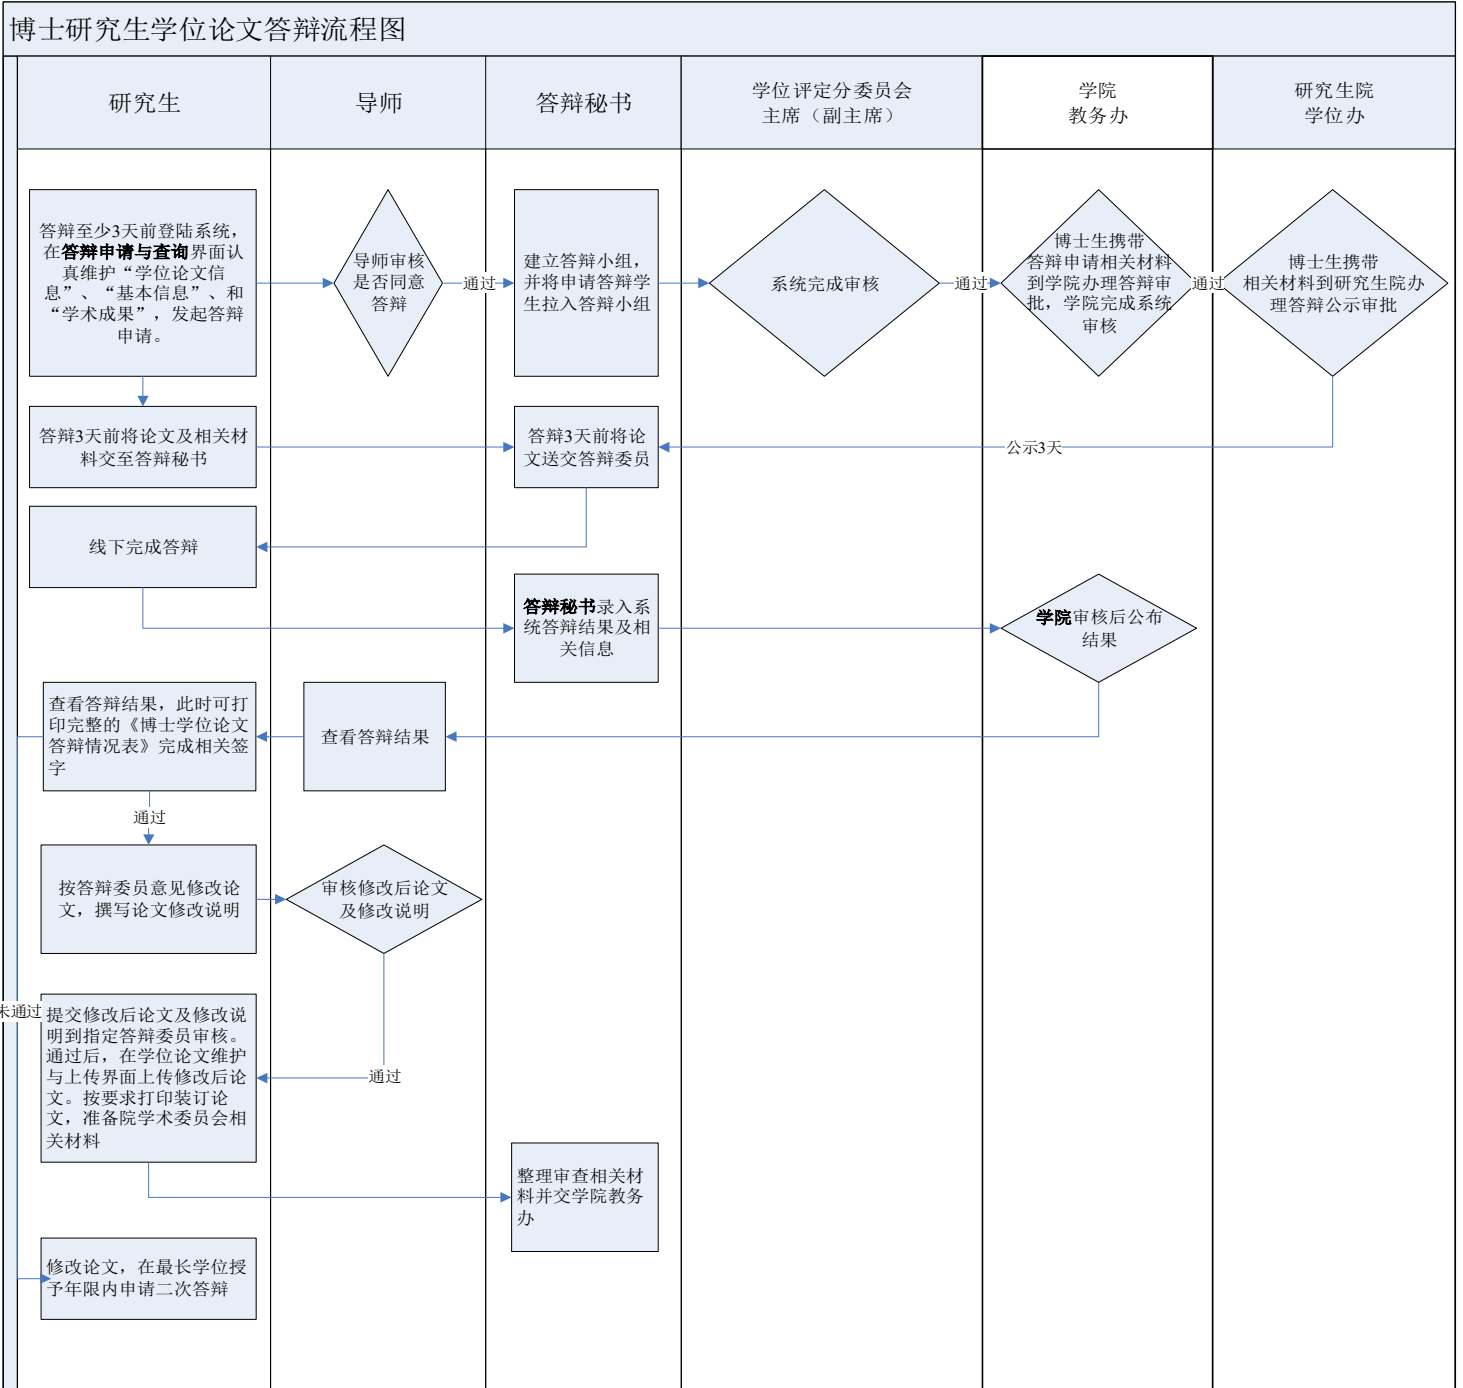 博士研究生学位论文答辩流程图
研究生
导师
答辩秘书
学位评定分委员会
主席（副主席）
学院
教务办
研究生院
学位办
答辩至少3天前登陆系统，
在答辩申请与查询界面认
真维护“学位论文信
息”、“基本信息”、和
“学术成果”，发起答辩
申请。
导师审核
是否同意
答辩
通过
建立答辩小组，
并将申请答辩学
生拉入答辩小组
系统完成审核
通过
博士生携带
答辩申请相关材料
到学院办理答辩审
批，学院完成系统
审核
通过
博士生携带
相关材料到研究生院办
理答辩公示审批
答辩3天前将论文及相关材
料交至答辩秘书
答辩3天前将论
文送交答辩委员
公示3天
线下完成答辩
答辩秘书录入系
统答辩结果及相
关信息
学院审核后公布
结果
查看答辩结果，此时可打
印完整的《博士学位论文
答辩情况表》完成相关签
字
查看答辩结果
通过
按答辩委员意见修改论
文，撰写论文修改说明
审核修改后论文
及修改说明
未通过
提交修改后论文及修改说
明到指定答辩委员审核。
通过后，在学位论文维护
与上传界面上传修改后论
文。按要求打印装订论
文，准备院学术委员会相
关材料
通过
整理审查相关材
料并交学院教务
办
修改论文，在最长学位授
予年限内申请二次答辩